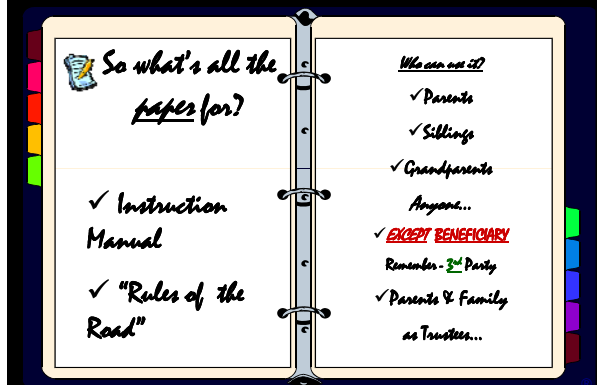 So what's all the
paper for?
✓ Instruction
Manual
✓ "Rules of the
Road"
Who can use it?
✓Parents
✓Siblings
✓Grandparents
Anyone...
✓EXCEPT BENEFICIARY
Remember - 3rd Party
✓Parents & Family
as Trustees...